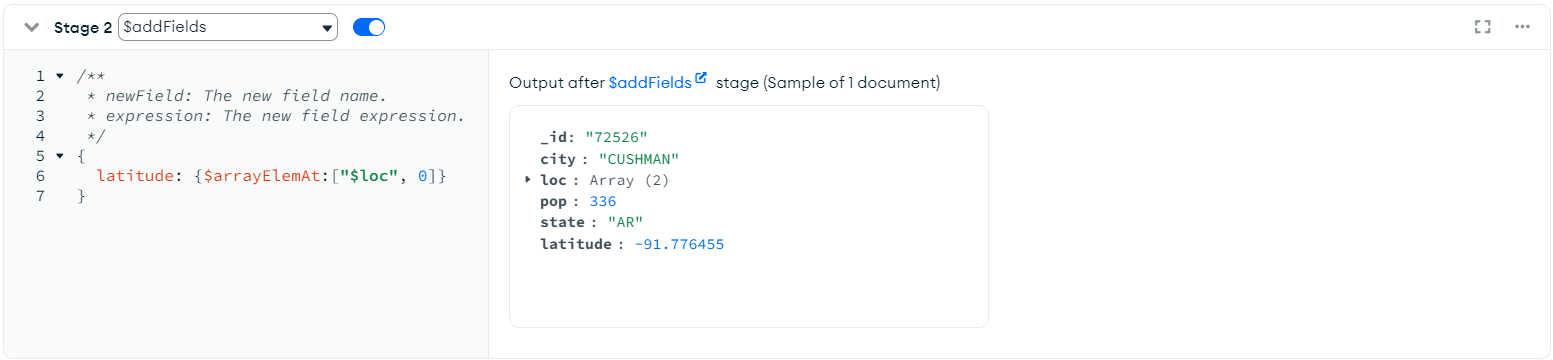 Stage 2 $addFields
1 /**
2 * newField: The new field name.
3 * expression: The new field expression.
4 */
5 {
6 latitude: {$arrayElemAt:["$loc", 0]}
7 }
Output after $addFields stage (Sample of 1 document)
_id: "72526"
city : "CUSHMAN"
loc : Array (2)
pop : 336
state : "AR"
latitude : -91.776455